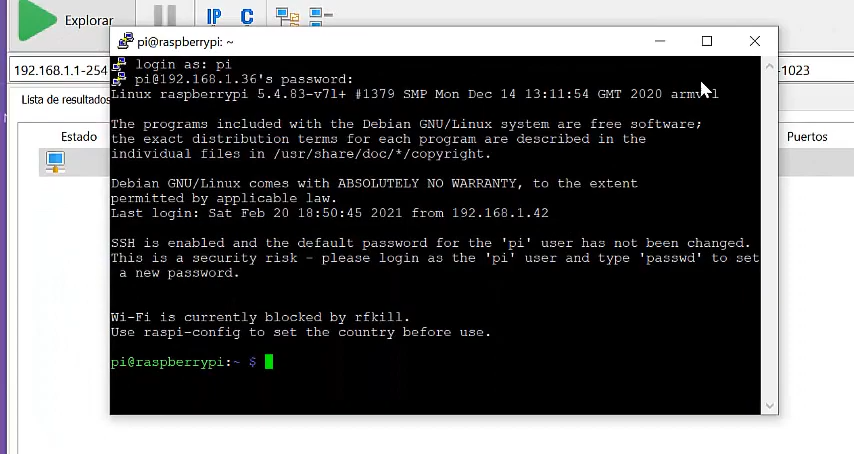 Explorar
IP
C
192.168.1.1-254
-1023
Lista de resultados
Estado
Puertos
pi@raspberrypi: ~
login as: pi
pi@192.168.1.36's password:
Linux raspberrypi 5.4.83-v7l+ #1379 SMP Mon Dec 14 13:11:54 GMT 2020 armv7l
The programs included with the Debian GNU/Linux system are free software;
the exact distribution terms for each program are described in the
individual files in /usr/share/doc/*/copyright.
Debian GNU/Linux comes with ABSOLUTELY NO WARRANTY, to the extent
permitted by applicable law.
Last login: Sat Feb 20 18:50:45 2021 from 192.168.1.42
SSH is enabled and the default password for the 'pi' user has not been changed.
This is a security risk - please login as the 'pi' user and type 'passwd' to set
a new password.
Wi-Fi is currently blocked by rfkill.
Use raspi-config to set the country before use.
pi@raspberrypi:~ $